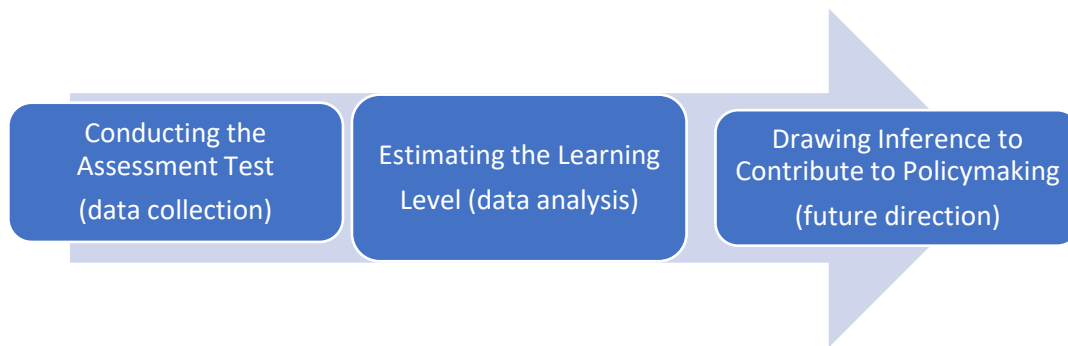 Conducting the
Assessment Test
(data collection)
Estimating the Learning
Level (data analysis)
Drawing Inference to
Contribute to Policymaking
(future direction)